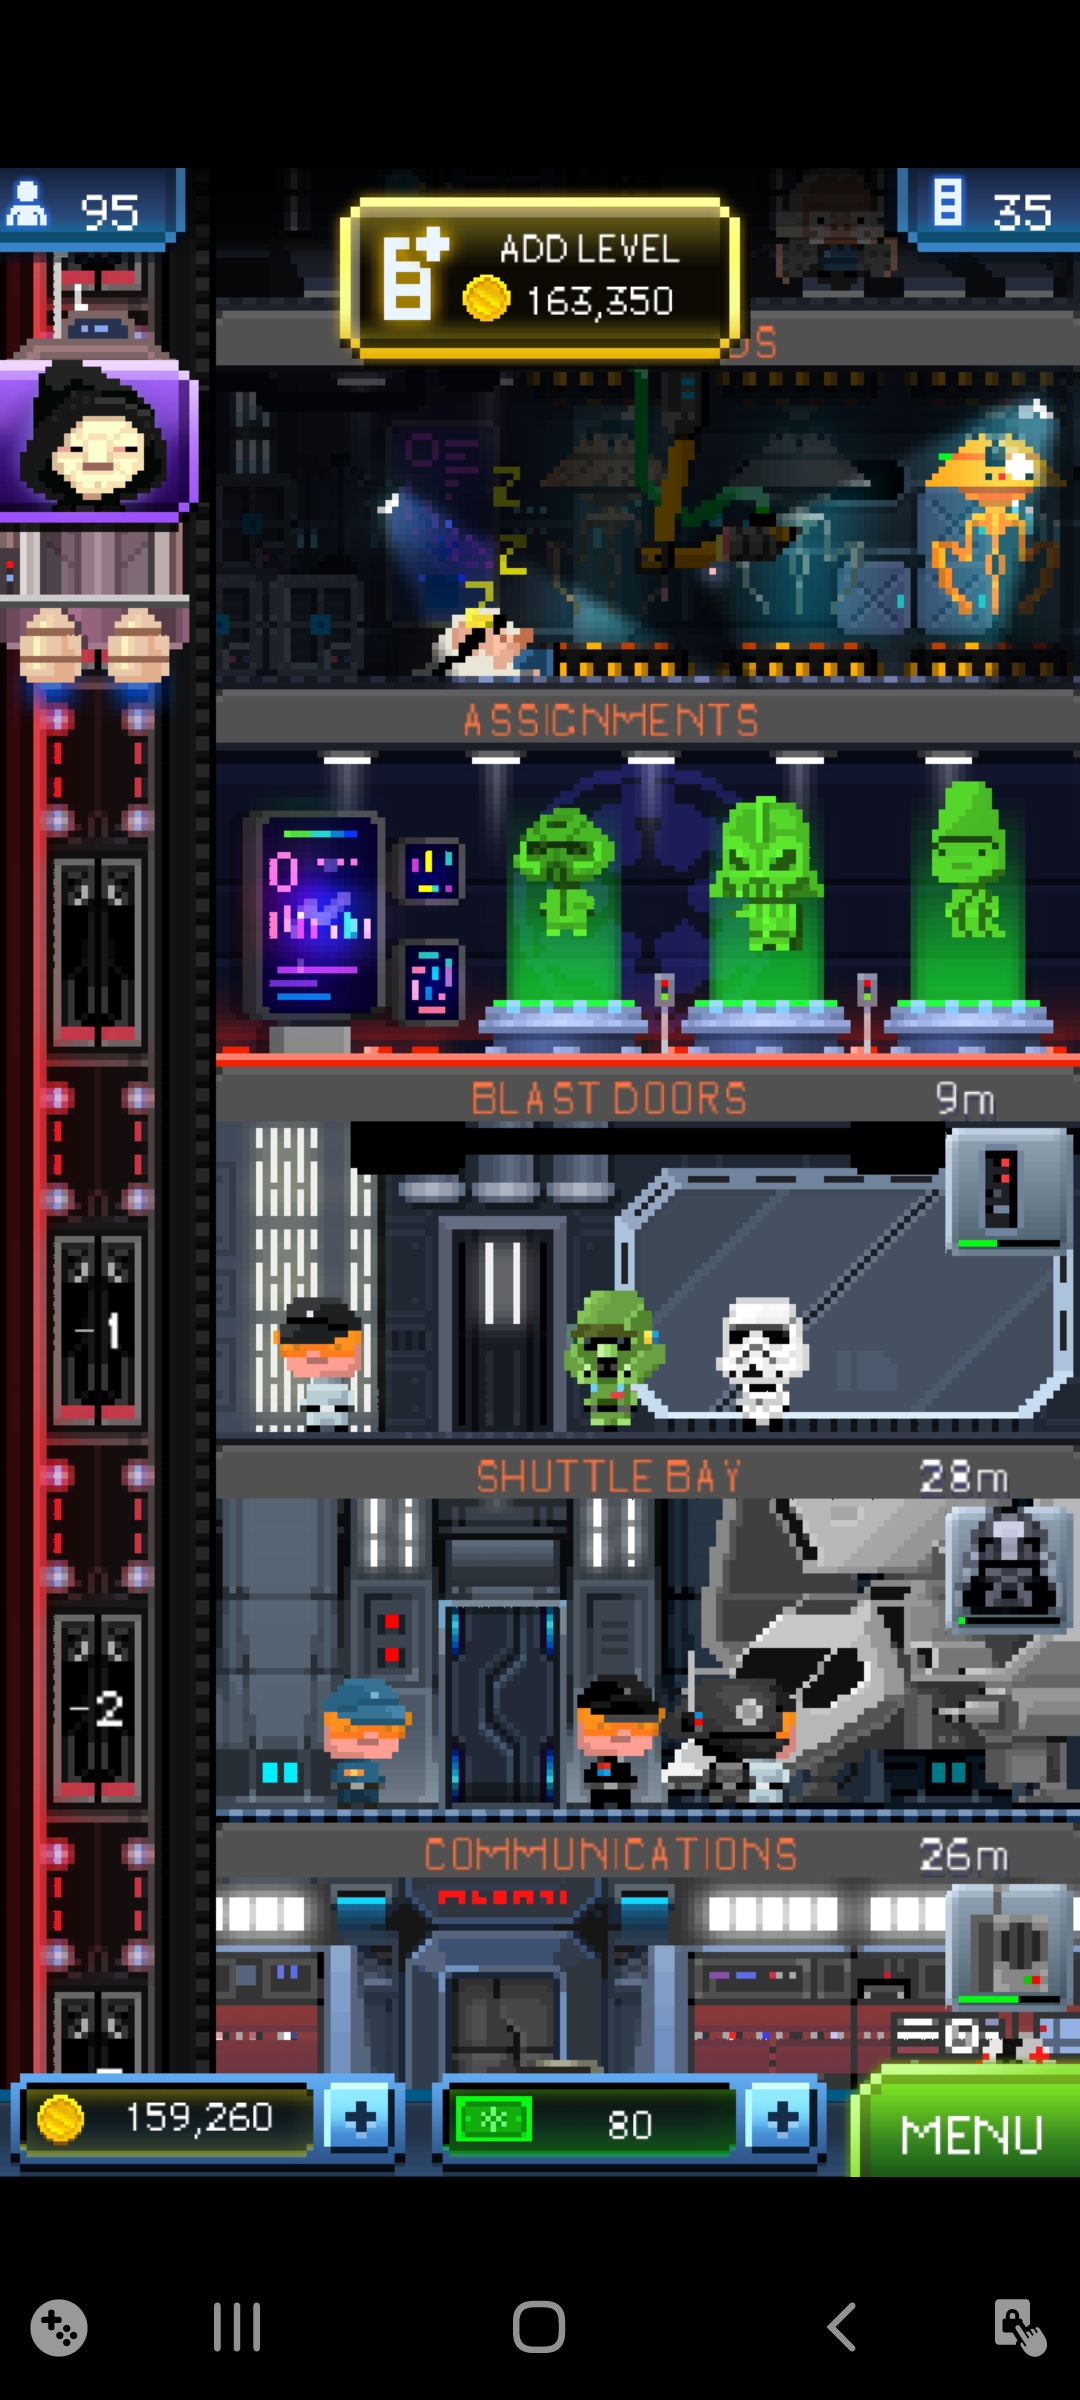 95
35
ADD LEVEL
163,350
DS
L
Z
Z
Z
ASSIGNMENTS
BLAST DOORS 9m
-1
SHUTTLE BAY 28m
-2
COMMUNICATIONS 26m
159,260
80
MENU